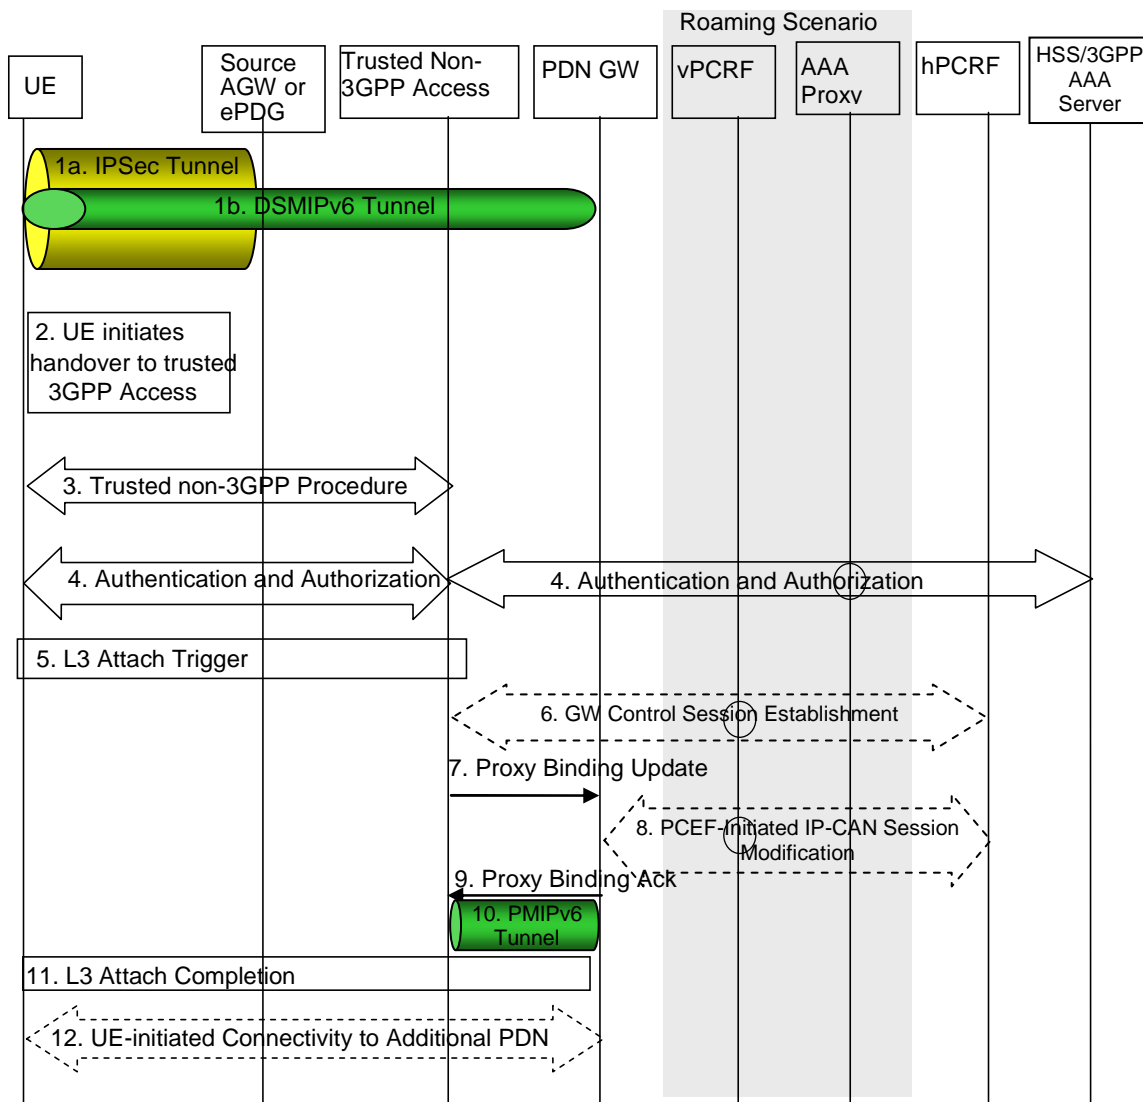 Roaming Scenario
UE
Source
AGW or
ePDG
Trusted Non-
3GPP Access
PDN GW
vPCRF
AAA
Proxy
hPCRF
HSS/3GPP
AAA
Server
1a. IPSec Tunnel
1b. DSMIPv6 Tunnel
2. UE initiates
handover to trusted
3GPP Access
3. Trusted non-3GPP Procedure
4. Authentication and Authorization
4. Authentication and Authorization
5. L3 Attach Trigger
6. GW Control Session Establishment
7. Proxy Binding Update
8. PCEF-Initiated IP-CAN Session
Modification
9. Proxy Binding Ack
10. PMIPv6
Tunnel
11. L3 Attach Completion
12. UE-initiated Connectivity to Additional PDN